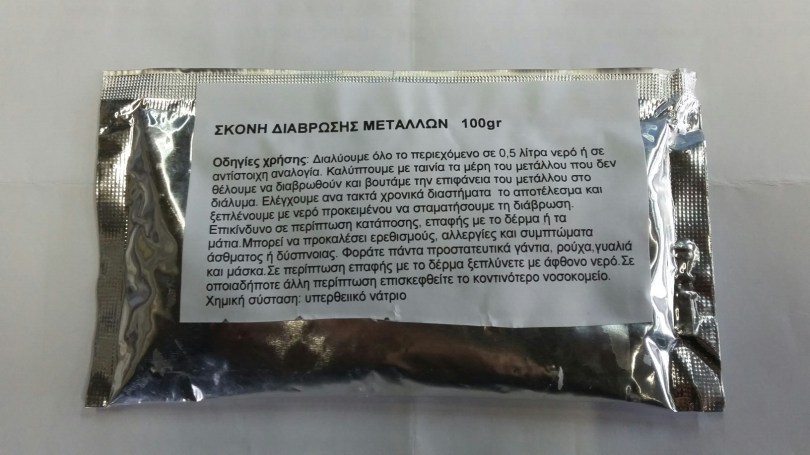 ΣΚΟΝΗ ΔΙΑΒΡΩΣΗΣ ΜΕΤΑΛΛΩΝ 100gr
Οδηγίες χρήσης: Διαλύουμε όλο το περιεχόμενο σε 0,5 λίτρα νερό ή σε
αντίστοιχη αναλογία. Καλύπτουμε με ταινία τα μέρη του μετάλλου που δεν
θέλουμε να διαβρωθούν και βουτάμε την επιφάνεια του μετάλλου στο
διάλυμα. Ελέγχουμε ανα τακτά χρονικά διαστήματα το αποτέλεσμα και
ξεπλένουμε με νερό προκειμένου να σταματήσουμε τη διάβρωση.
Επικίνδυνο σε περίπτωση κατάποσης, επαφής με το δέρμα ή τα
μάτια.Μπορεί να προκαλέσει ερεθισμούς, αλλεργίες και συμπτώματα
άσθματος ή δύσπνοιας. Φοράτε πάντα προστατευτικά γάντια, ρούχα,γυαλιά
και μάσκα.Σε περίπτωση επαφής με το δέρμα ξεπλύνετε με άφθονο νερό.Σε
οποιαδήποτε άλλη περίπτωση επισκεφθείτε το κοντινότερο νοσοκομείο.
Χημική σύσταση: υπερθειικό νάτριο